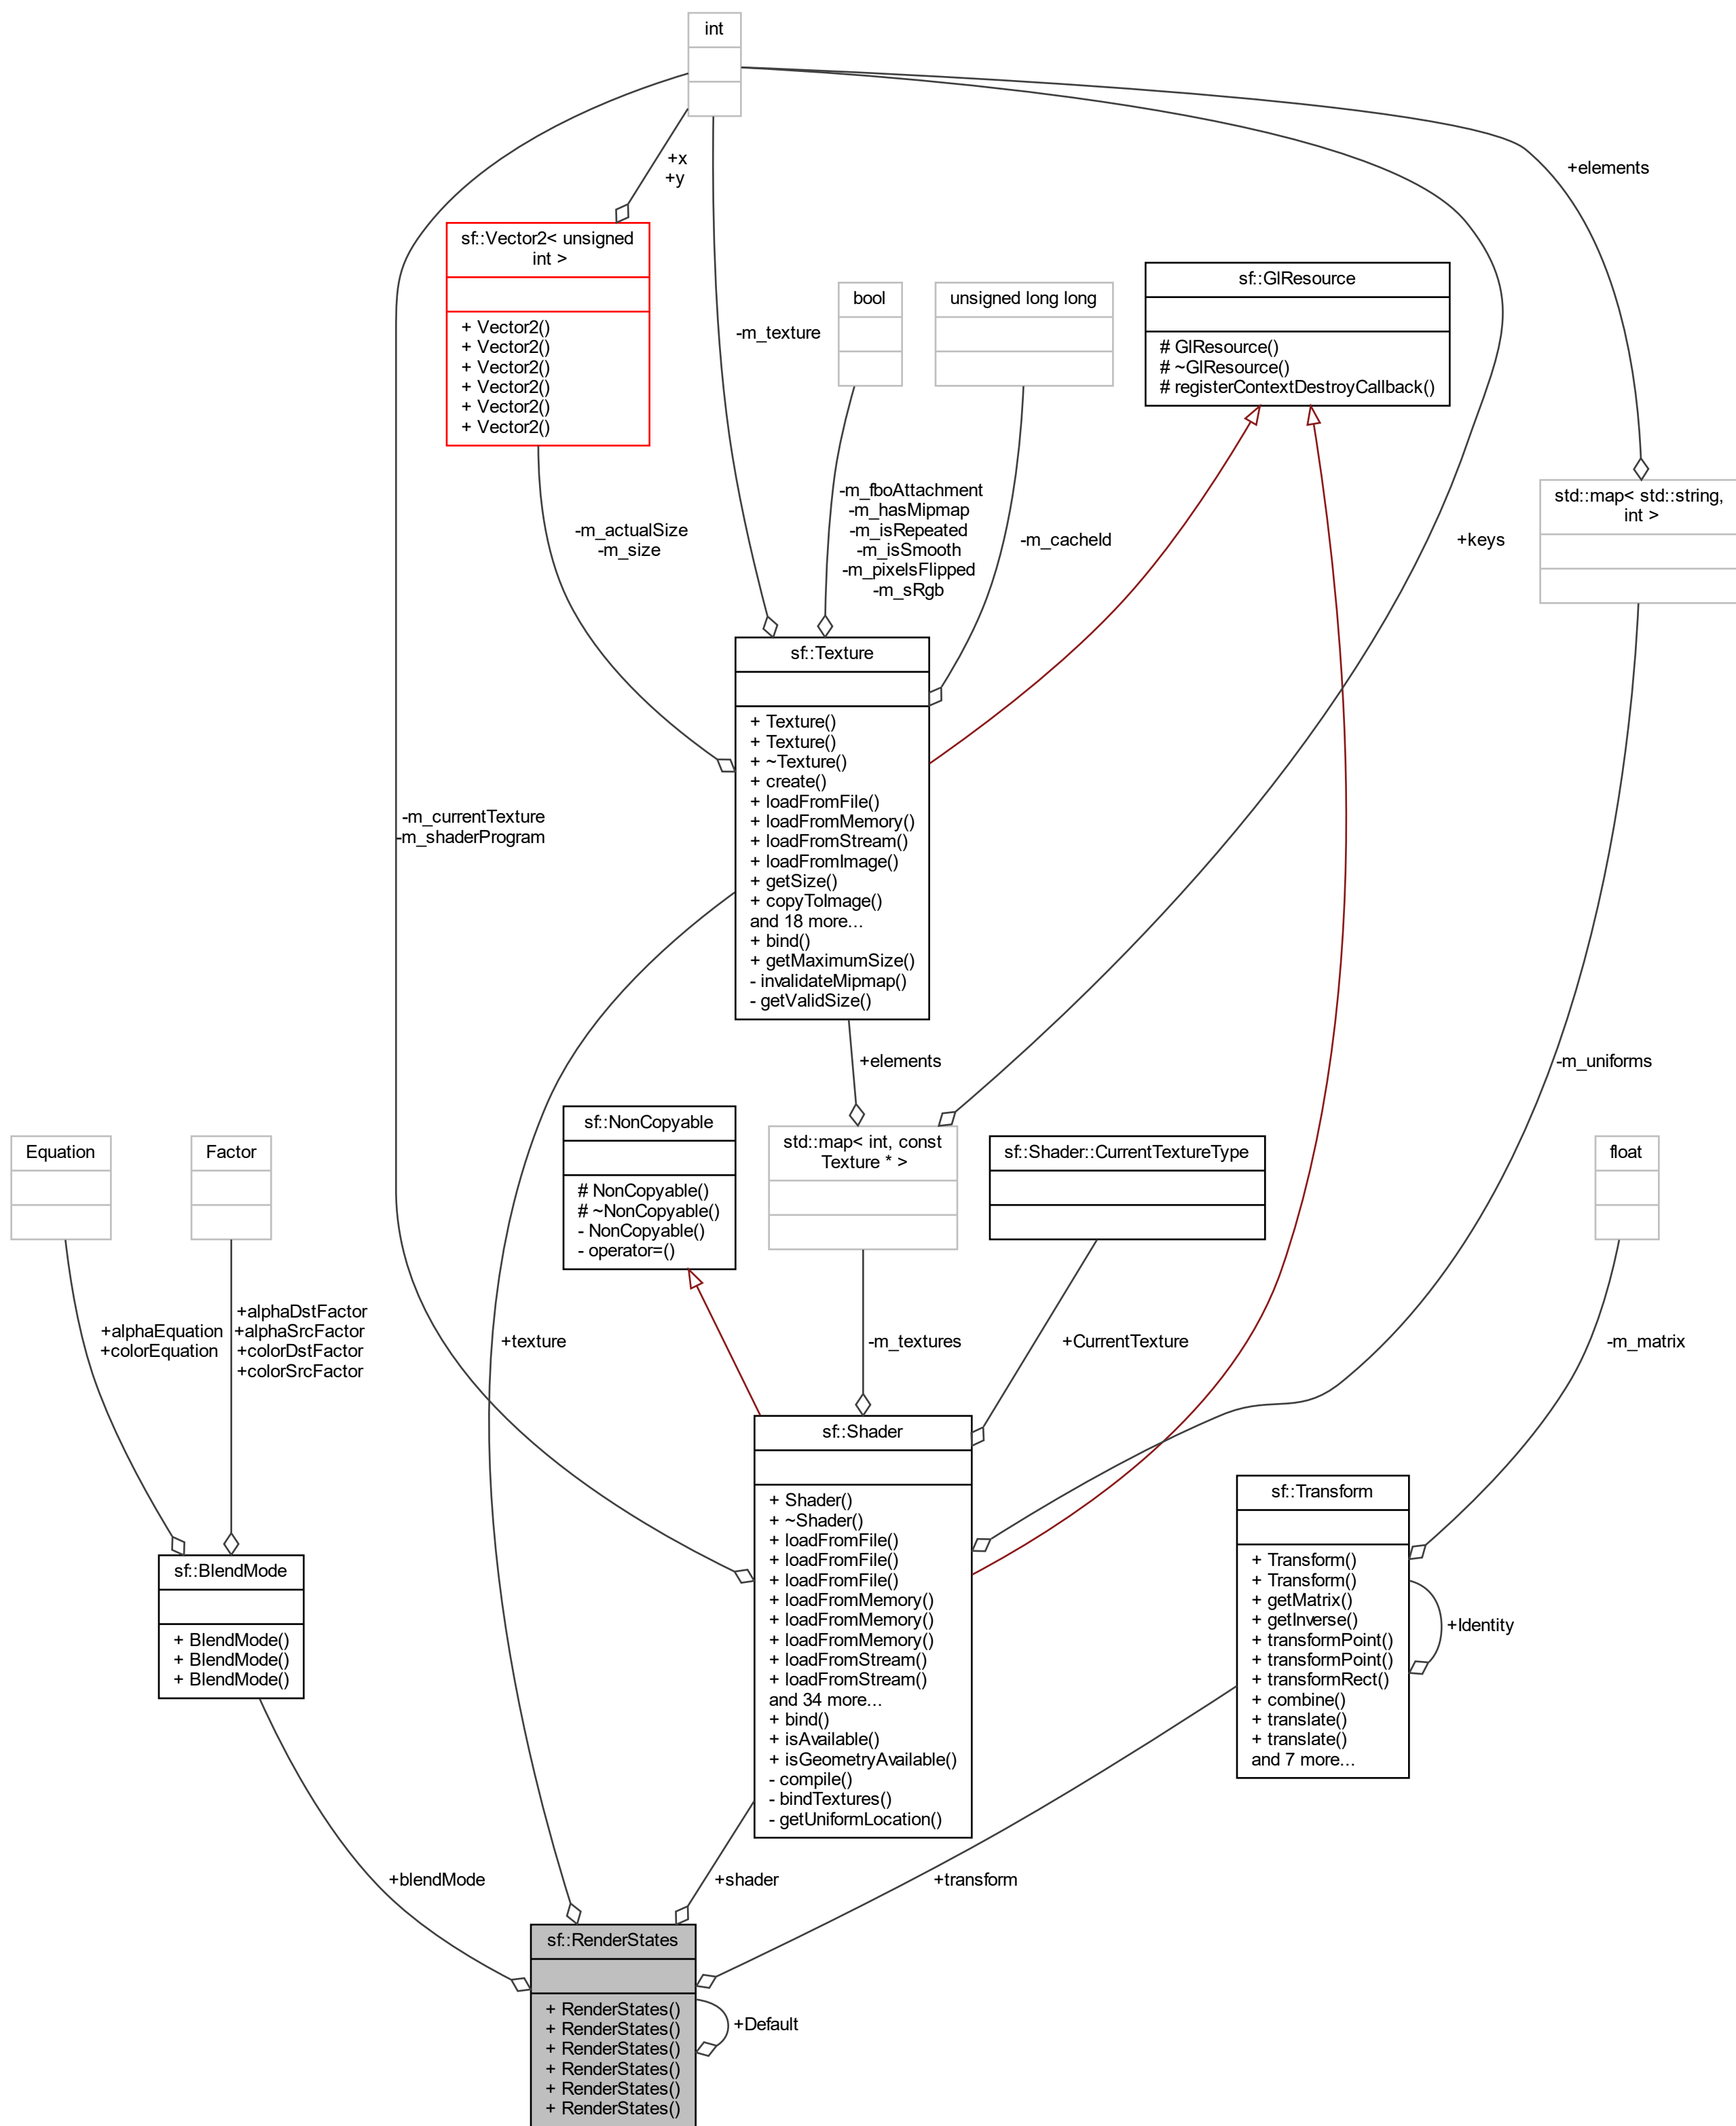 int
+x
+y
+elements
sf::Vector2< unsigned
int >
+ Vector2()
+ Vector2()
+ Vector2()
+ Vector2()
+ Vector2()
+ Vector2()
-m_texture
bool
unsigned long long
sf::GlResource
# GlResource()
# ~GlResource()
# registerContextDestroyCallback()
-m_actualSize
-m_size
-m_fboAttachment
-m_hasMipmap
-m_isRepeated
-m_isSmooth
-m_pixelsFlipped
-m_sRgb
-m_cacheId
+keys
std::map< std::string,
int >
sf::Texture
+ Texture()
+ Texture()
+ ~Texture()
+ create()
+ loadFromFile()
+ loadFromMemory()
+ loadFromStream()
+ loadFromImage()
+ getSize()
+ copyToImage()
and 18 more...
+ bind()
+ getMaximumSize()
- invalidateMipmap()
- getValidSize()
-m_currentTexture
-m_shaderProgram
+elements
-m_uniforms
Equation
Factor
sf::NonCopyable
# NonCopyable()
# ~NonCopyable()
- NonCopyable()
- operator=()
std::map< int, const
Texture * >
sf::Shader::CurrentTextureType
float
+alphaEquation
+colorEquation
+alphaDstFactor
+alphaSrcFactor
+colorDstFactor
+colorSrcFactor
+texture
-m_textures
+CurrentTexture
-m_matrix
sf::BlendMode
+ BlendMode()
+ BlendMode()
+ BlendMode()
sf::Shader
+ Shader()
+ ~Shader()
+ loadFromFile()
+ loadFromFile()
+ loadFromFile()
+ loadFromMemory()
+ loadFromMemory()
+ loadFromMemory()
+ loadFromStream()
+ loadFromStream()
and 34 more...
+ bind()
+ isAvailable()
+ isGeometryAvailable()
- compile()
- bindTextures()
- getUniformLocation()
sf::Transform
+ Transform()
+ Transform()
+ getMatrix()
+ getInverse()
+ transformPoint()
+ transformPoint()
+ transformRect()
+ combine()
+ translate()
+ translate()
and 7 more...
+Identity
+blendMode
+shader
+transform
sf::RenderStates
+ RenderStates()
+ RenderStates()
+ RenderStates()
+ RenderStates()
+ RenderStates()
+ RenderStates()
+Default